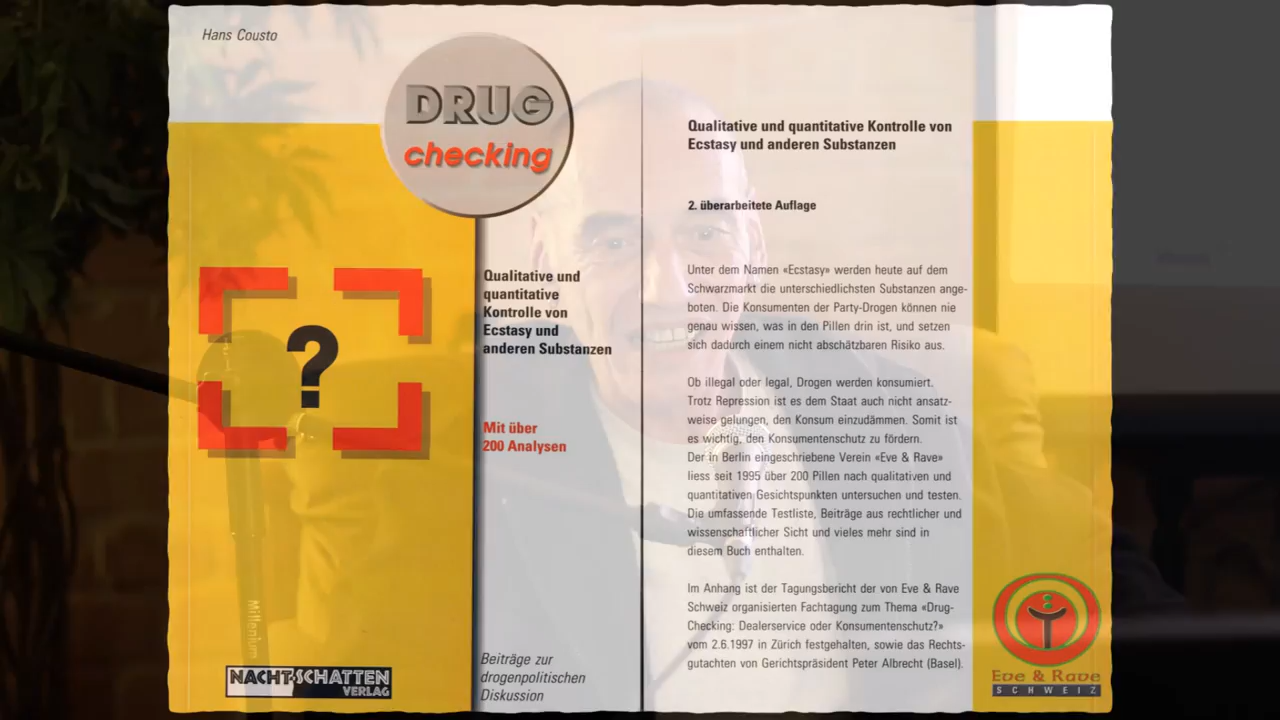 Hans Cousto
DRUG
checking
Qualitative und
quantitative
Kontrolle von
Ecstasy und
anderen Substanzen
?
Mit über
200 Analysen
Beiträge zur
drogenpolitischen
Diskussion
NACHTSCHATTEN
VERLAG
Millenium
Qualitative und quantitative Kontrolle von
Ecstasy und anderen Substanzen
2. überarbeitete Auflage
Unter dem Namen «Ecstasy» werden heute auf dem
Schwarzmarkt die unterschiedlichsten Substanzen ange-
boten. Die Konsumenten der Party-Drogen können nie
genau wissen, was in den Pillen drin ist, und setzen
sich dadurch einem nicht abschätzbaren Risiko aus.
Ob illegal oder legal, Drogen werden konsumiert.
Trotz Repression ist es dem Staat auch nicht ansatz-
weise gelungen, den Konsum einzudämmen. Somit ist
es wichtig, den Konsumentenschutz zu fördern.
Der in Berlin eingeschriebene Verein «Eve & Rave»
liess seit 1995 über 200 Pillen nach qualitativen und
quantitativen Gesichtspunkten untersuchen und testen.
Die umfassende Testliste, Beiträge aus rechtlicher und
wissenschaftlicher Sicht und vieles mehr sind in
diesem Buch enthalten.
Im Anhang ist der Tagungsbericht der von Eve & Rave
Schweiz organisierten Fachtagung zum Thema «Drug-
Checking: Dealerservice oder Konsumentenschutz?»
vom 2.6.1997 in Zürich festgehalten, sowie das Rechts-
gutachten von Gerichtspräsident Peter Albrecht (Basel).
Eve & Rave
SCHWEIZ